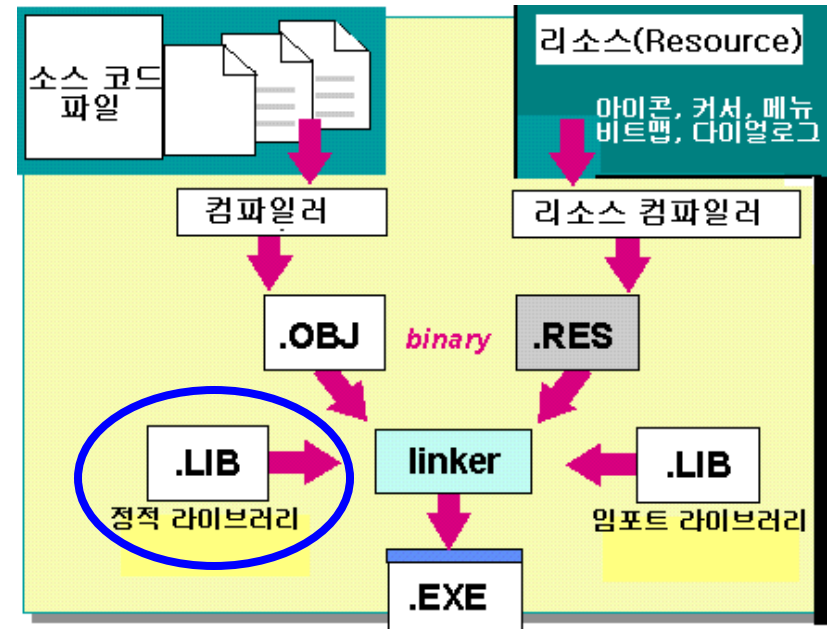 소스 코드
파일
리소스(Resource)
아이콘, 커서, 메뉴
비트맵, 다이얼로그
컴파일러
리소스 컴파일러
.OBJ
binary
.RES
.LIB
linker
.LIB
정적 라이브러리
임포트 라이브러리
.EXE